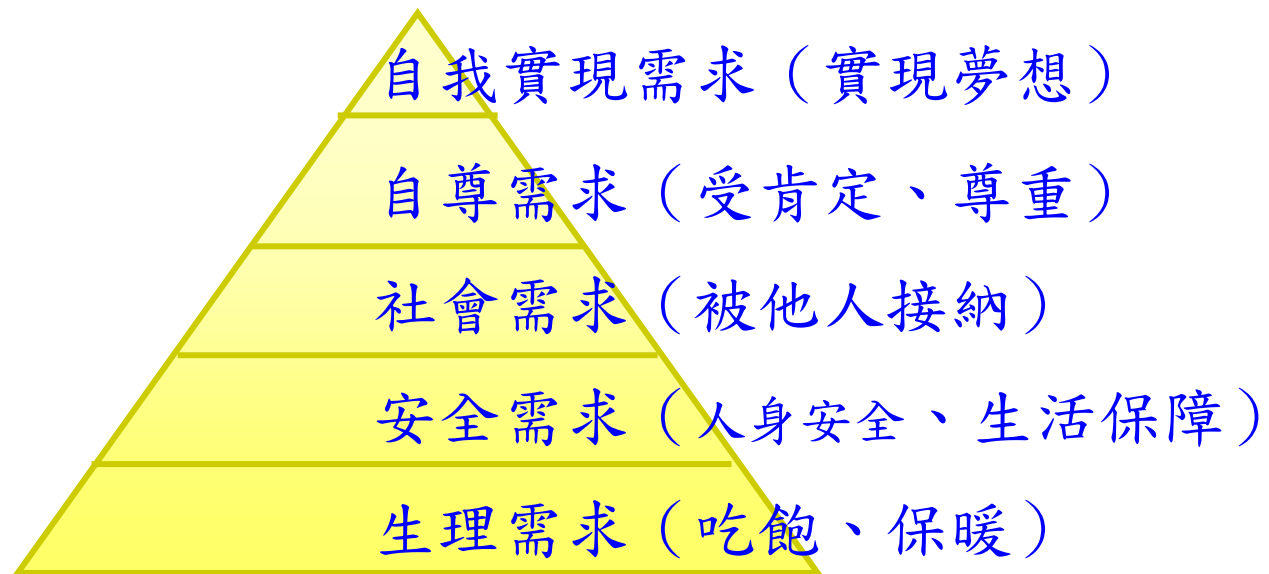 自我實現需求（實現夢想）
自尊需求（受肯定、尊重）
社會需求（被他人接納）
安全需求（人身安全、生活保障）
生理需求（吃飽、保暖）